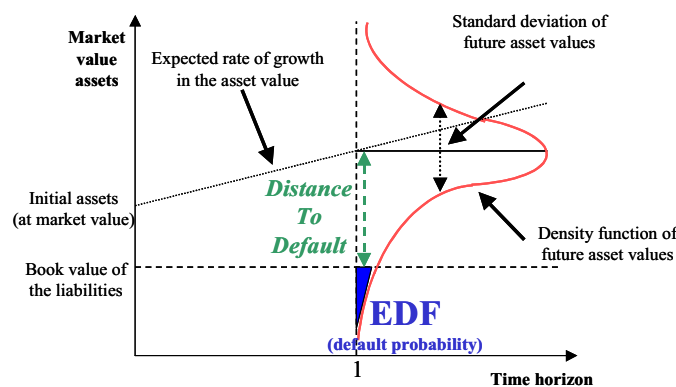 Market
value
assets
Expected rate of growth
in the asset value
Standard deviation of
future asset values
Initial assets
(at market value)
Distance
To
Default
Density function of
future asset values
Book value of
the liabilities
EDF
(default probability)
1
Time horizon